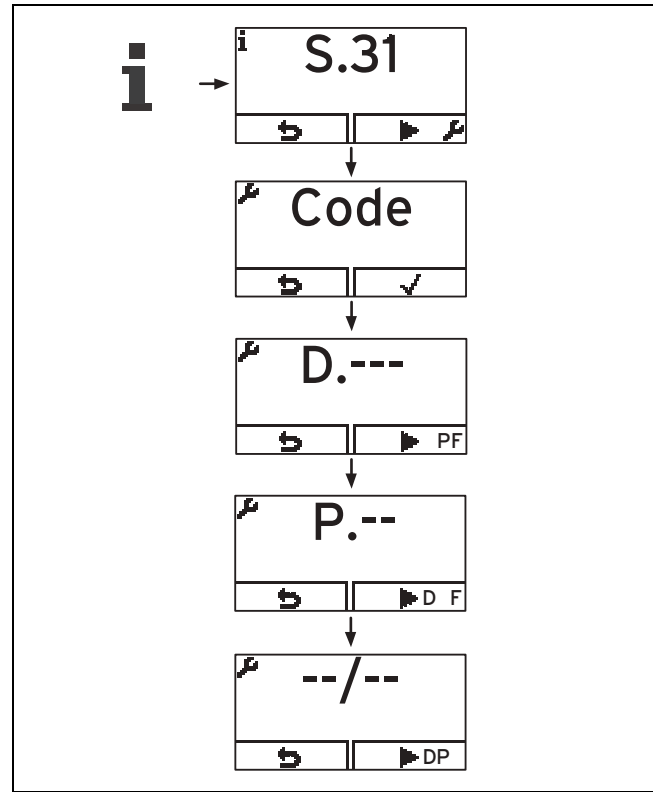 i
i S.31
Code
D.---
PF
P.--
D F
--/--
DP